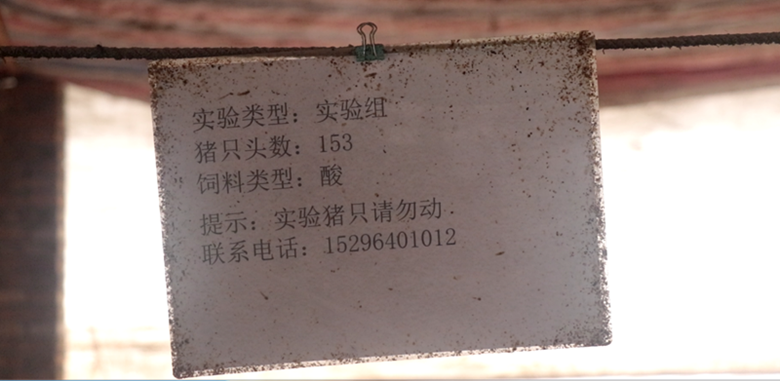 实验类型：实验组
猪只头数：153
饲料类型：酸
提示：实验猪只请勿动
联系电话：15296401012